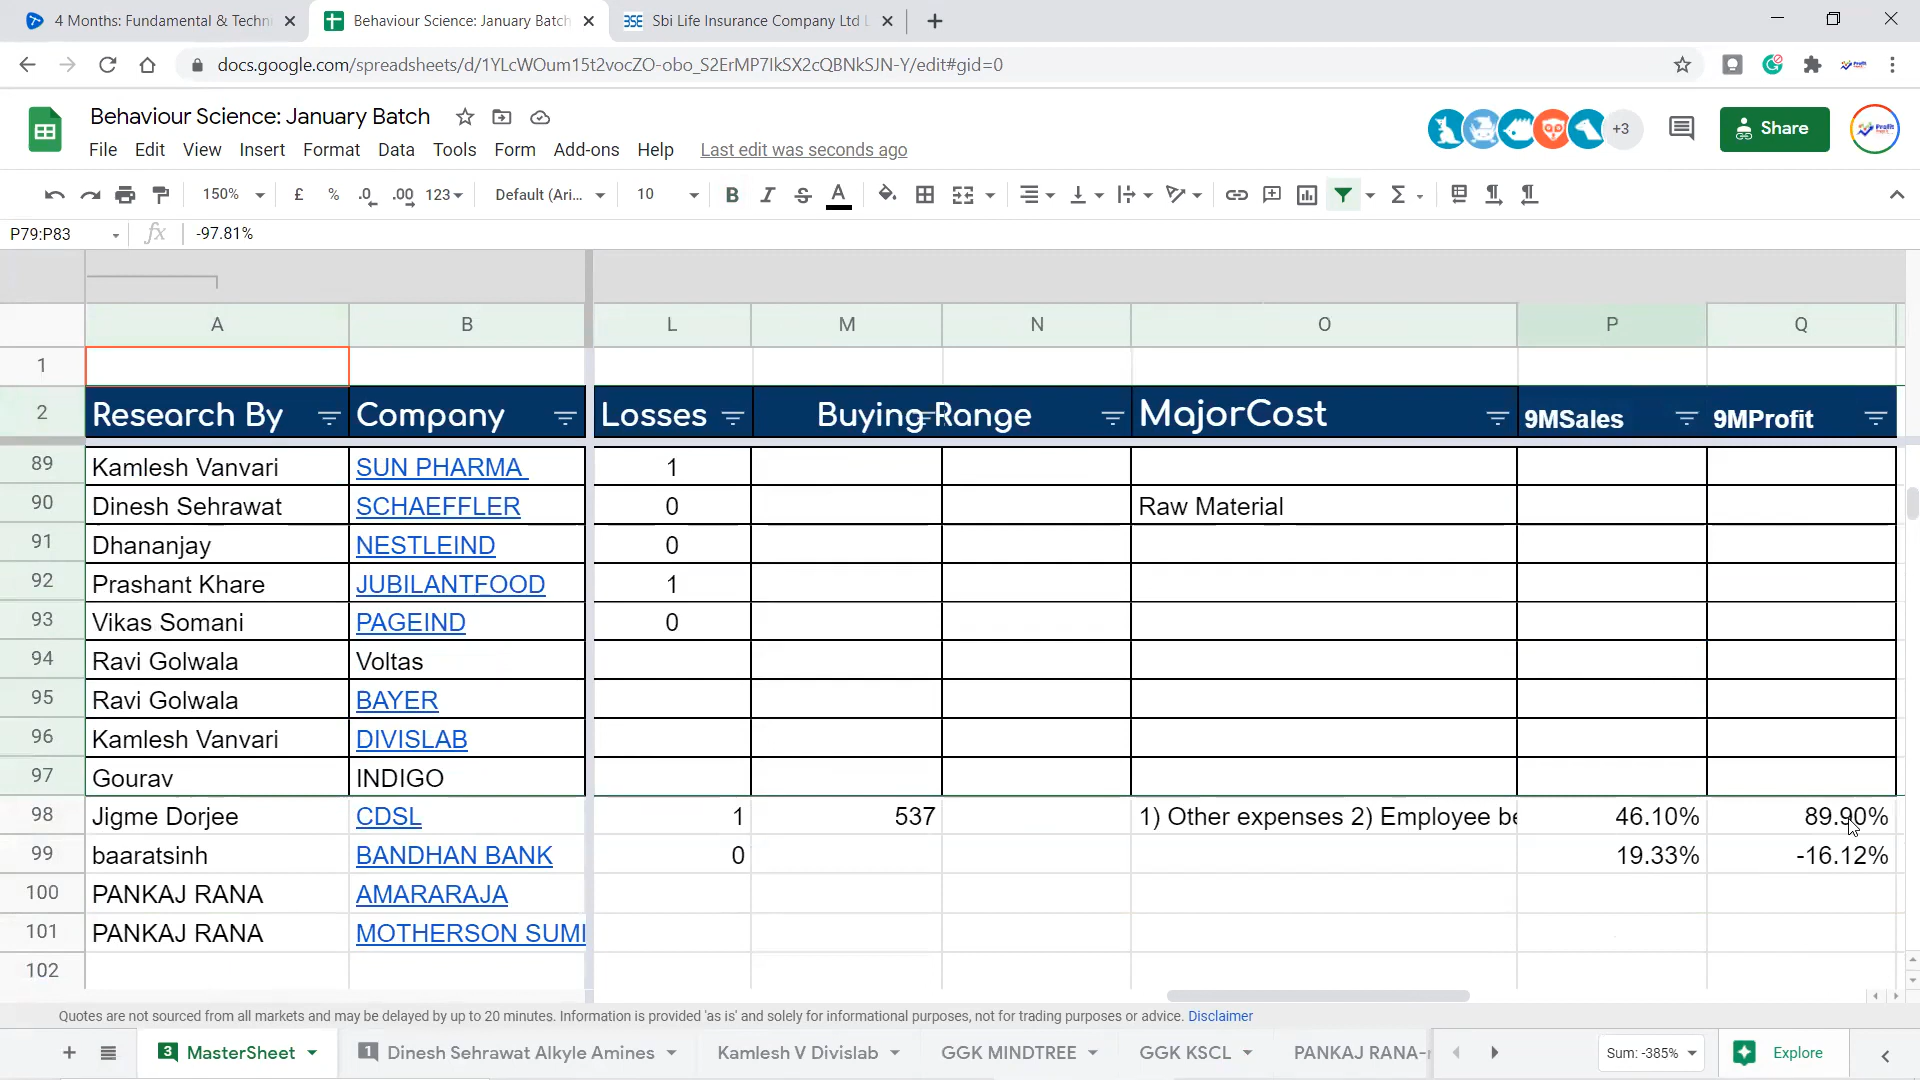 4 Months: Fundamental & Techni
Behaviour Science: January Batch
BSE Sbi Life Insurance Company Ltd L
docs.google.com/spreadsheets/d/1YLcWOum15t2vocZO-obo_S2ErMP7IkSX2cQBNkSJN-Y/edit#gid=0
Behaviour Science: January Batch
+3
Share
File Edit View Insert Format Data Tools Form Add-ons Help Last edit was seconds ago
150% £ % .0 .00 123 Default (Ari... 10 B I S A Σ
P79:P83 fx -97.81%
A B L M N O P Q
1
2 Research By Company Losses Buying Range MajorCost 9MSales 9MProfit
89 Kamlesh Vanvari SUN PHARMA 1
90 Dinesh Sehrawat SCHAEFFLER 0 Raw Material
91 Dhananjay NESTLEIND 0
92 Prashant Khare JUBILANTFOOD 1
93 Vikas Somani PAGEIND 0
94 Ravi Golwala Voltas
95 Ravi Golwala BAYER
96 Kamlesh Vanvari DIVISLAB
97 Gourav INDIGO
98 Jigme Dorjee CDSL 1 537 1) Other expenses 2) Employee be 46.10% 89.90%
99 baaratsinh BANDHAN BANK 0 19.33% -16.12%
100 PANKAJ RANA AMARARAJA
101 PANKAJ RANA MOTHERSON SUMI
102
Quotes are not sourced from all markets and may be delayed by up to 20 minutes. Information is provided 'as is' and solely for informational purposes, not for trading purposes or advice. Disclaimer
3 MasterSheet 1 Dinesh Sehrawat Alkyle Amines Kamlesh V Divislab GGK MINDTREE GGK KSCL PANKAJ RANA- Sum: -385% Explore